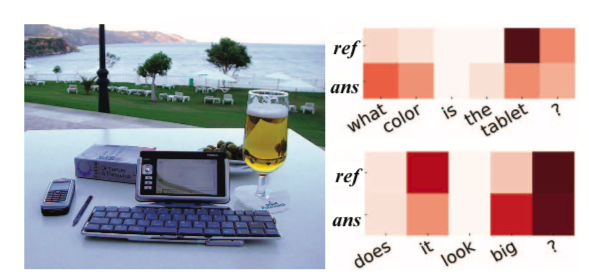 ref
ans
what color is the tablet ?
ref
ans
does it look big ?